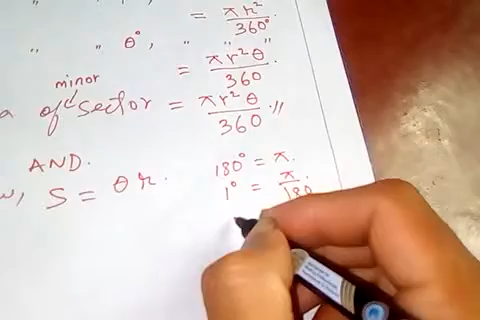 = πr²/360°
" " θ°, " " "
= πr²θ/360.
minor
of sector = πr²θ/360 .//
AND.
S = θr.
180° = π.
1° = π/180